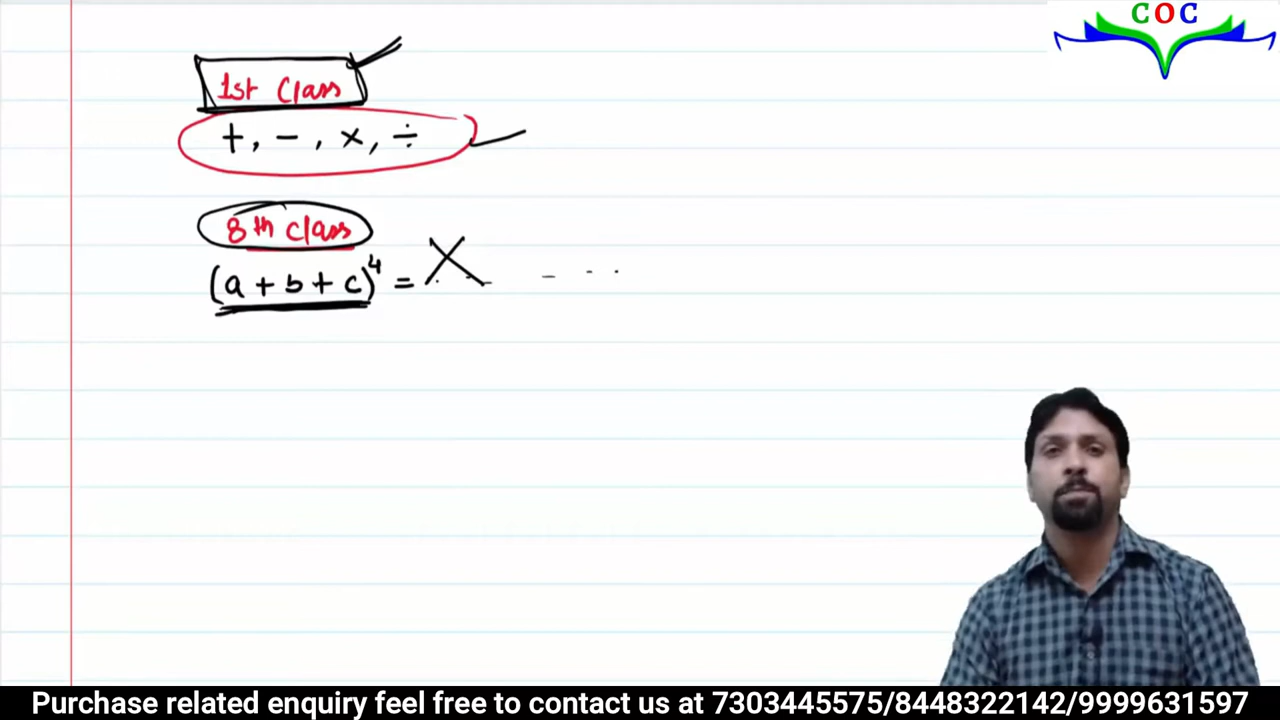 COC
1st Class
+, -, ×, ÷
8th class
(a + b + c)⁴ =
Purchase related enquiry feel free to contact us at 7303445575/8448322142/9999631597